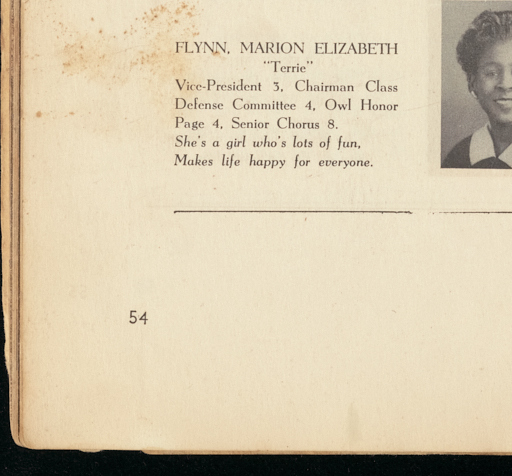 FLYNN, MARION ELIZABETH
"Terrie"
Vice-President 3, Chairman Class
Defense Committee 4, Owl Honor
Page 4, Senior Chorus 8.
She's a girl who's lots of fun,
Makes life happy for everyone.
54